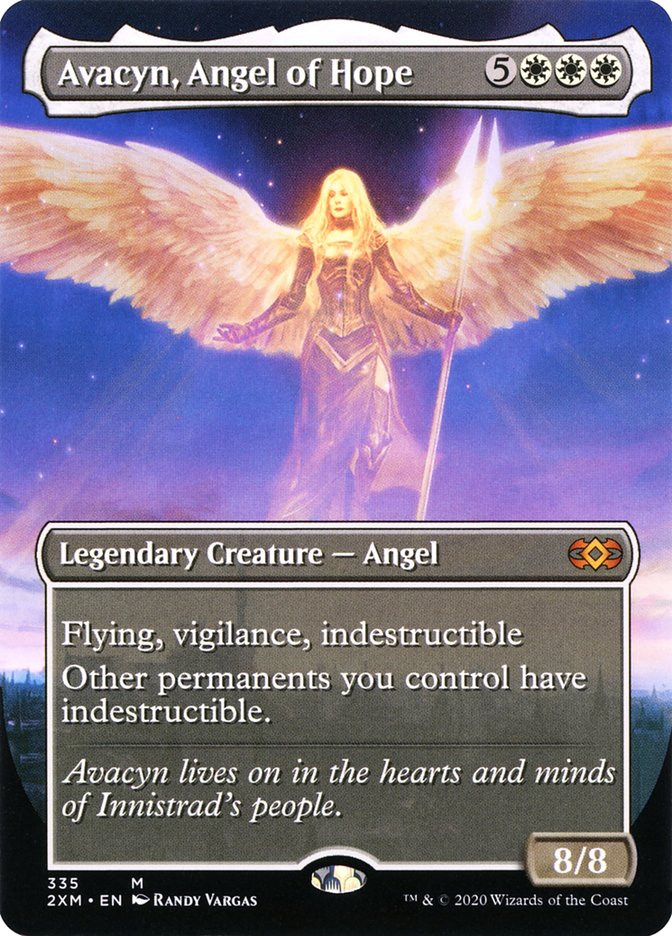 Avacyn, Angel of Hope 5
Legendary Creature — Angel
Flying, vigilance, indestructible
Other permanents you control have
indestructible.
Avacyn lives on in the hearts and minds
of Innistrad's people.
8/8
335 M
2XM • EN Randy Vargas ™ & © 2020 Wizards of the Coast